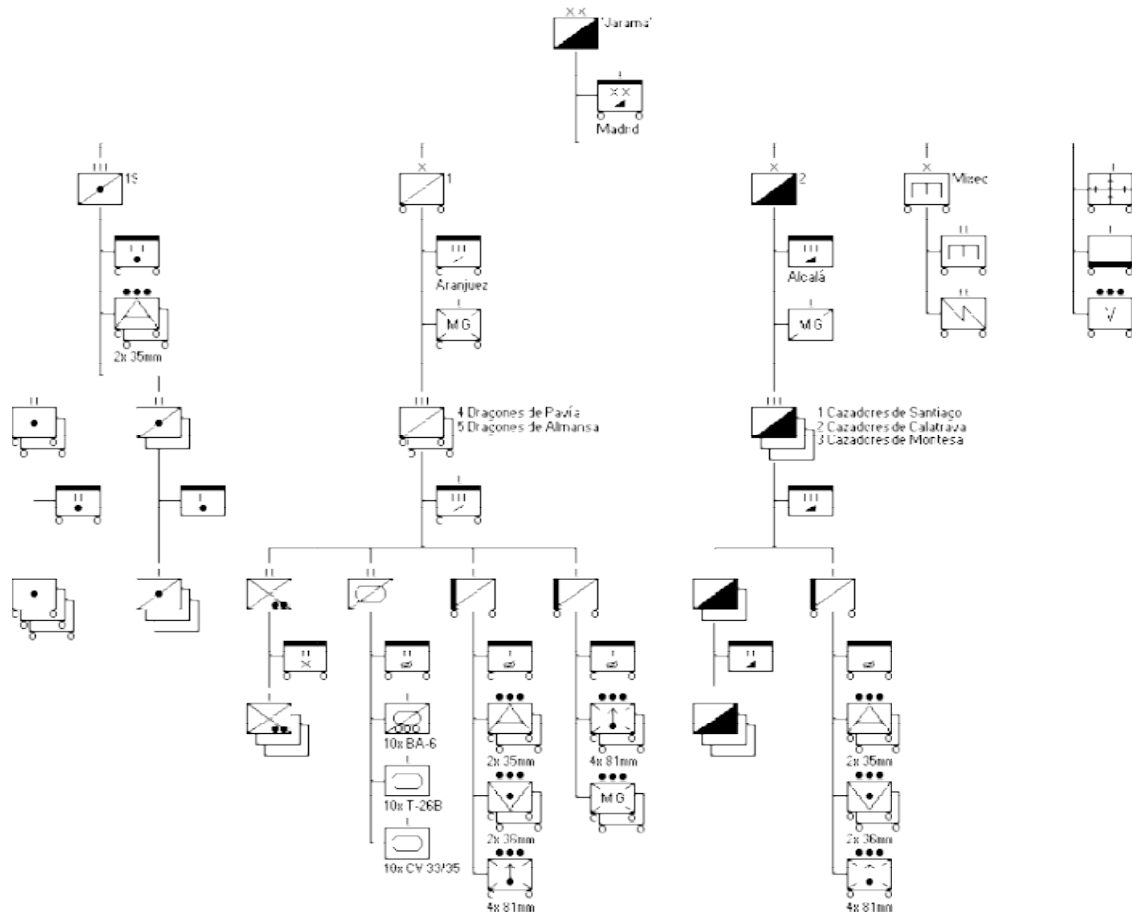 'Jarama'
Madrid
19
1
2
Mixed
Aranjuez
Alcalá
MG
MG
2x 35mm
4 Dragones de Pavía
5 Dragones de Almansa
1 Cazadores de Santiago
2 Cazadores de Calatrava
3 Cazadores de Montesa
V
10x BA-6
2x 35mm
4x 81mm
2x 35mm
10x T-26B
MG
2x 36mm
2x 36mm
10x CV 33/35
4x 81mm
4x 81mm